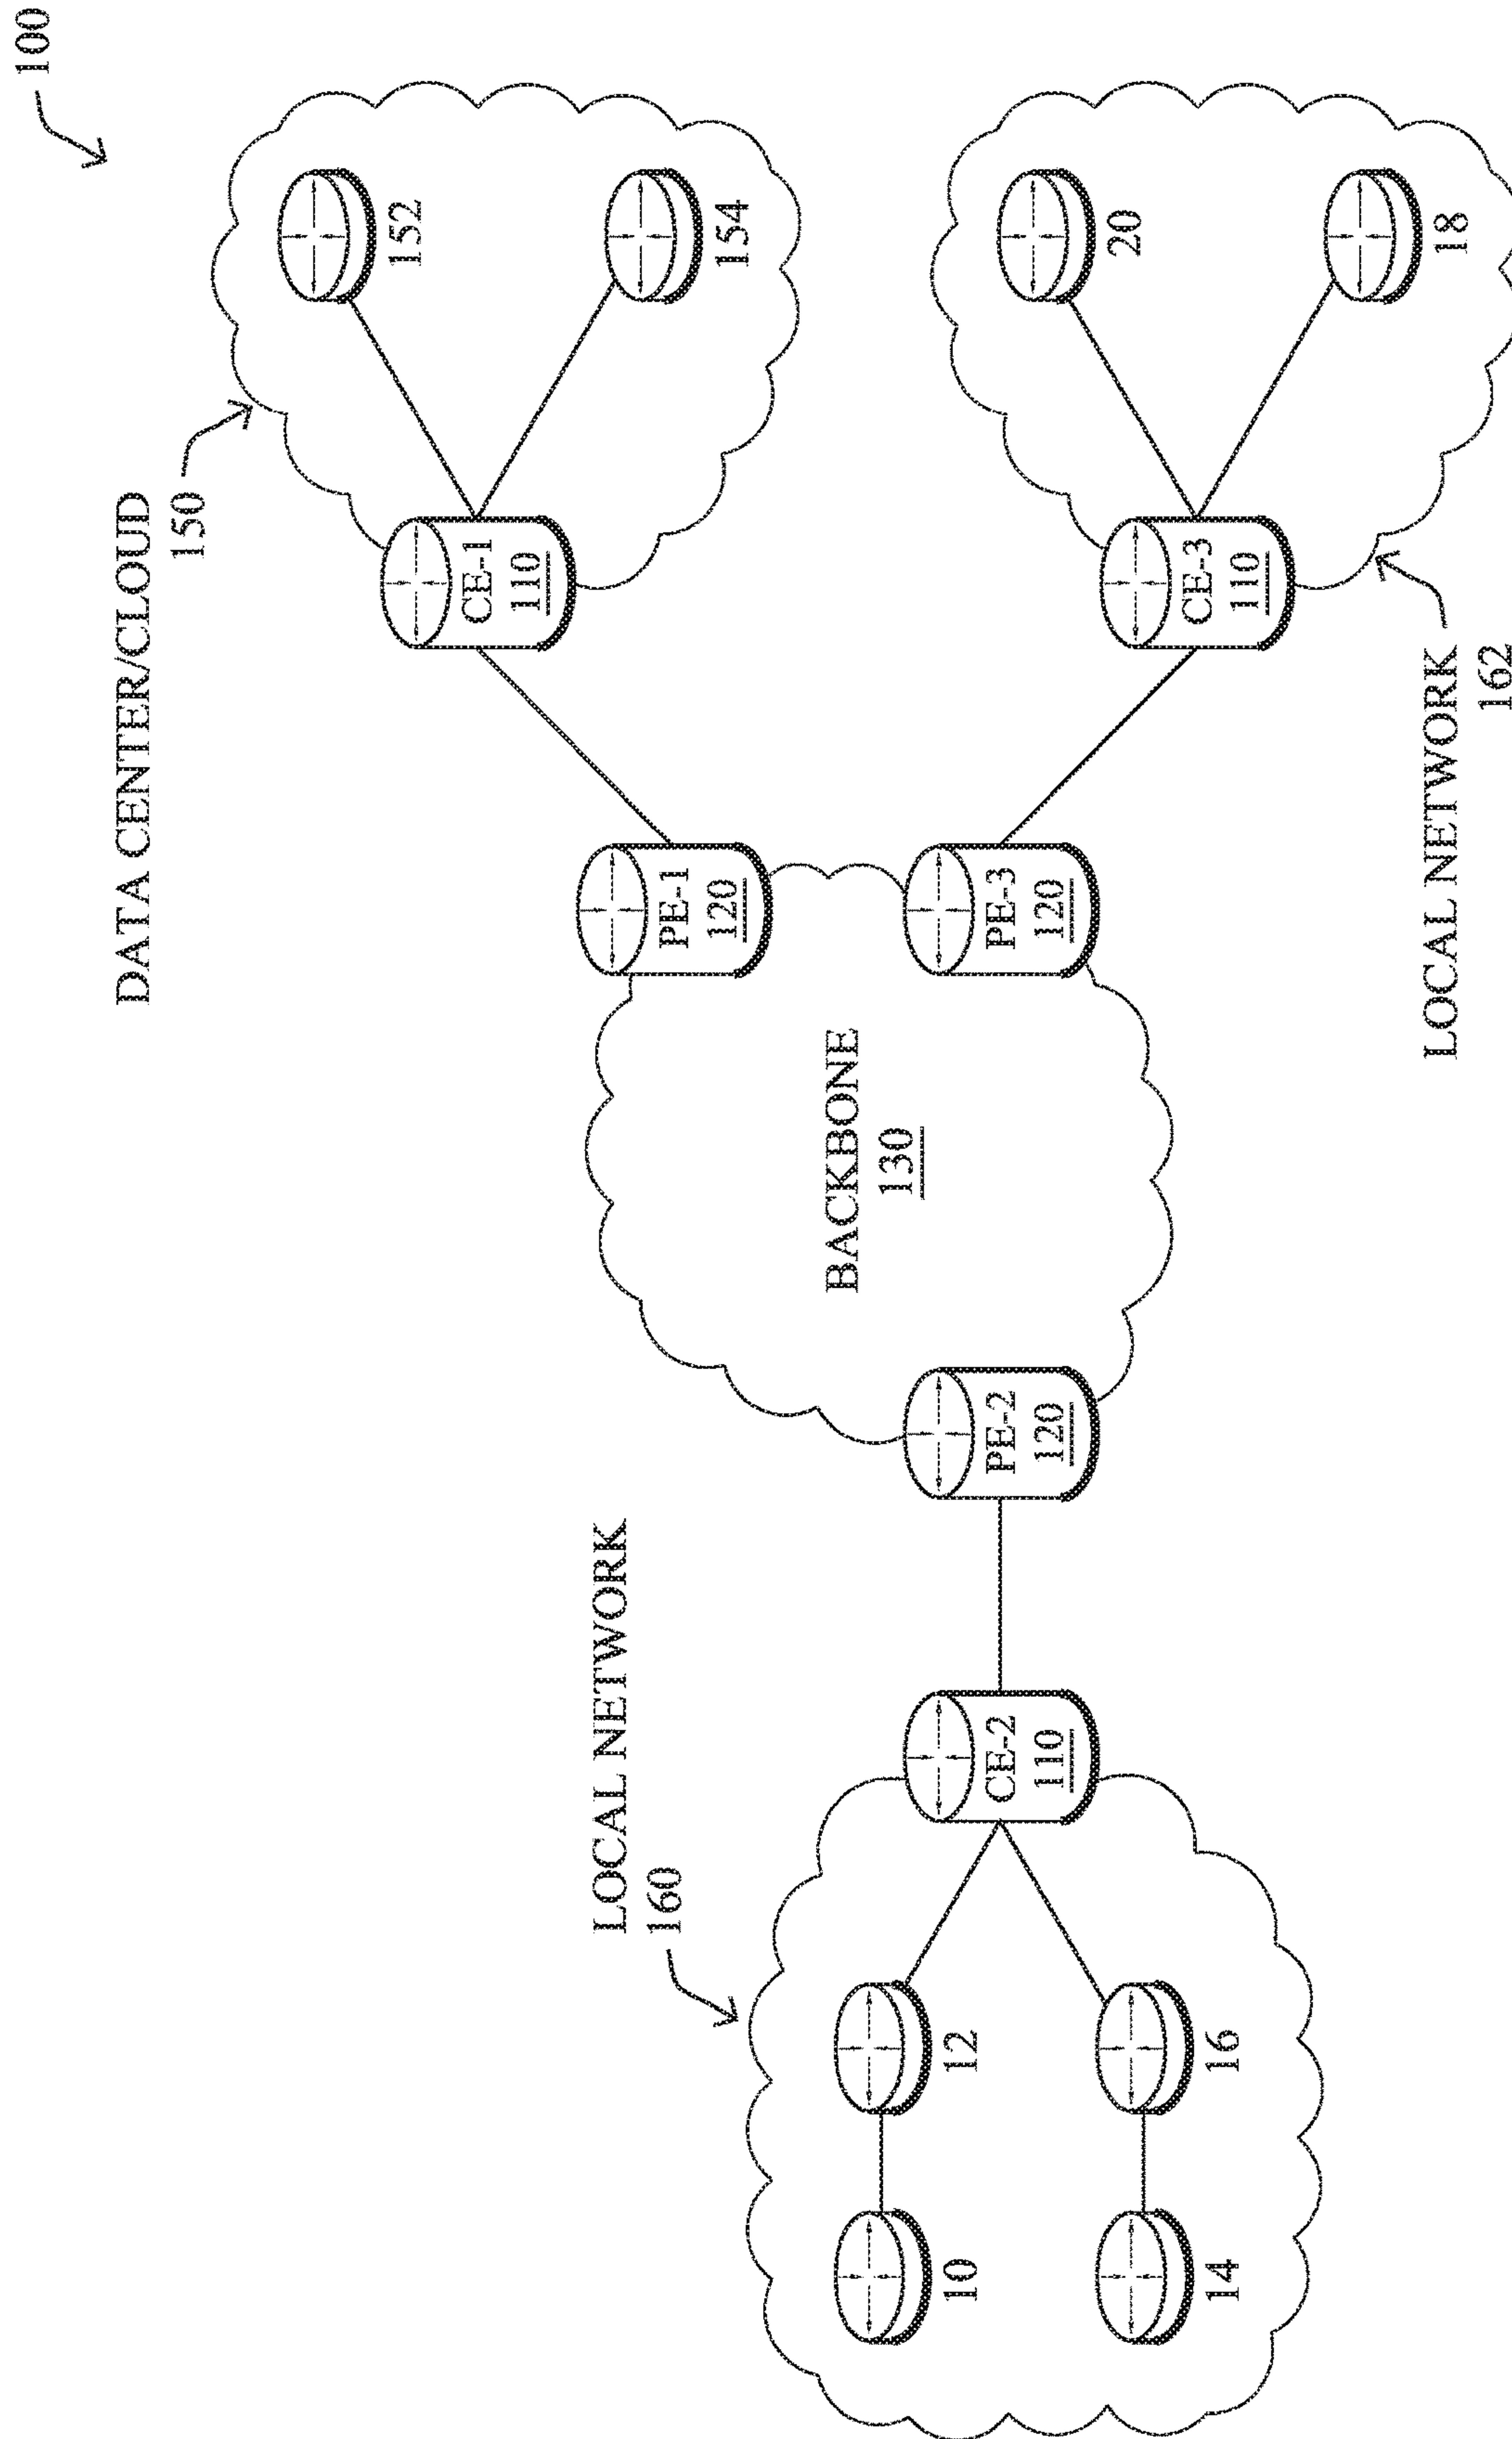 100
DATA CENTER/CLOUD
150
152
154
CE-1
110
PE-1
120
LOCAL NETWORK
160
BACKBONE
130
10
12
CE-2
110
PE-2
120
PE-3
120
CE-3
110
20
14
16
18
LOCAL NETWORK
162